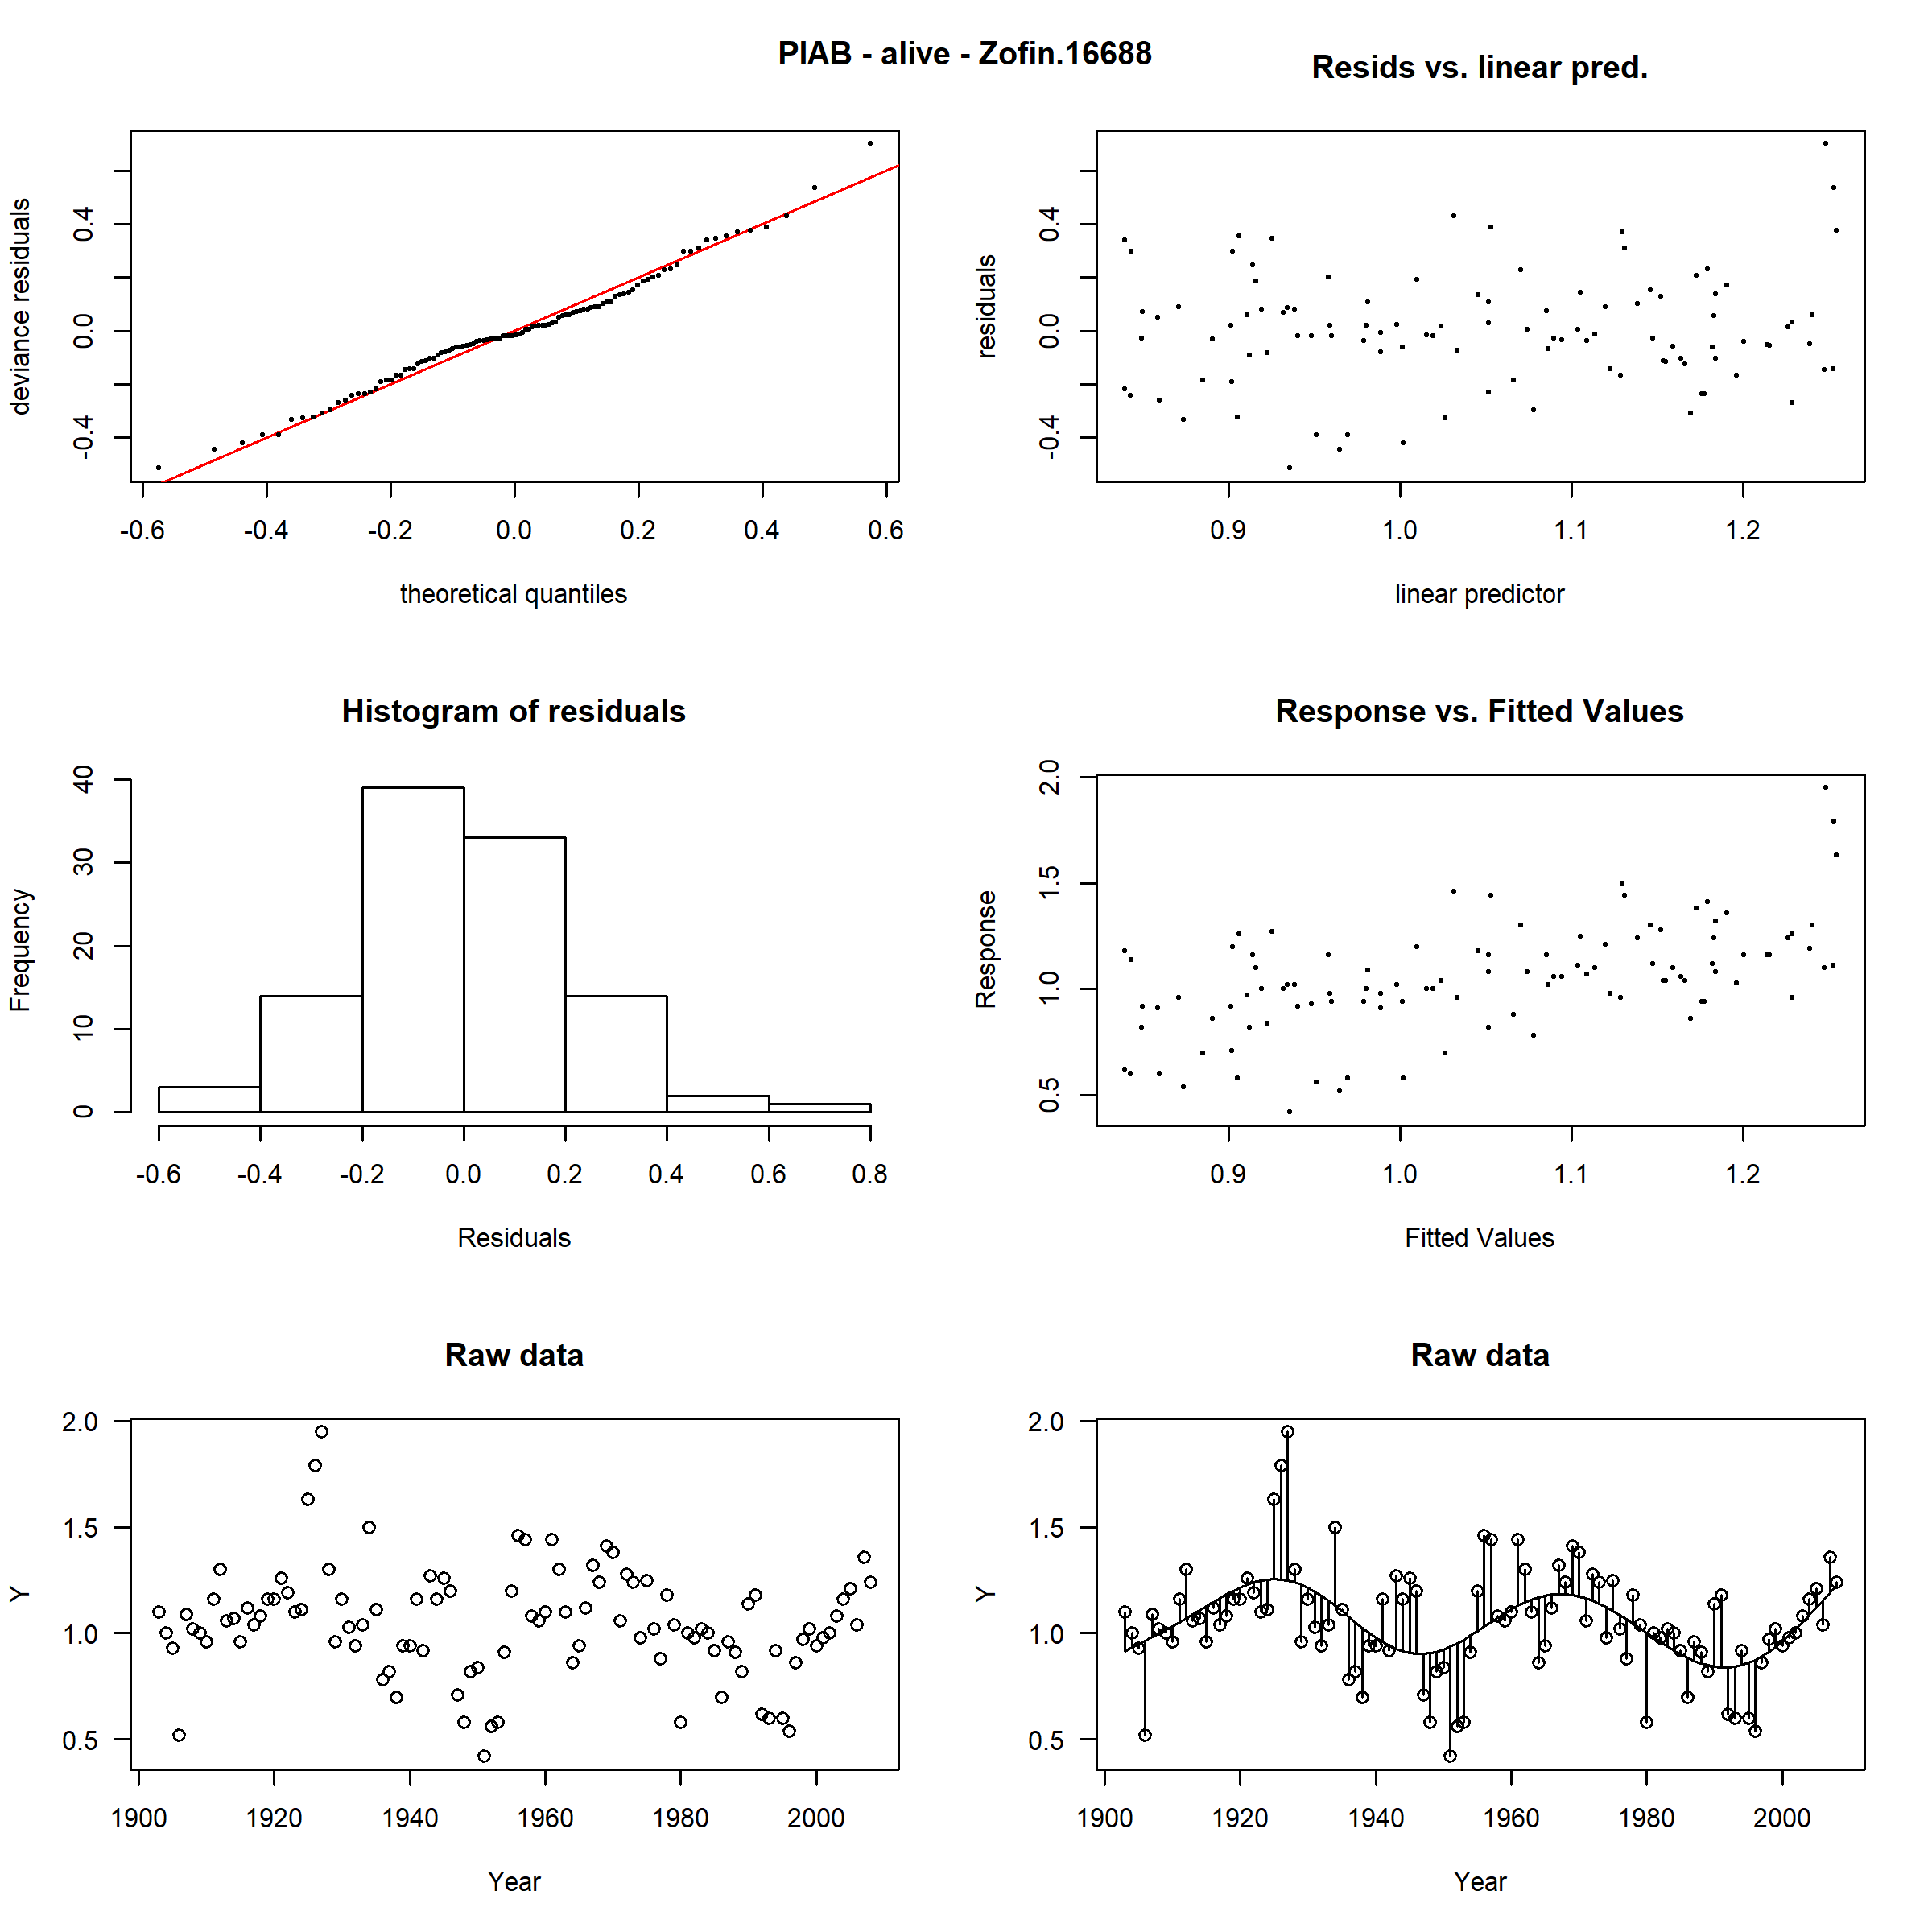 PIAB - alive - Zofin.16688
Resids vs. linear pred.
deviance residuals
-0.4 0.0 0.4
-0.6 -0.4 -0.2 0.0 0.2 0.4 0.6
theoretical quantiles
residuals
-0.4 0.0 0.4
0.9 1.0 1.1 1.2
linear predictor
Histogram of residuals
Frequency
0 10 20 30 40
-0.6 -0.4 -0.2 0.0 0.2 0.4 0.6 0.8
Residuals
Response vs. Fitted Values
Response
0.5 1.0 1.5 2.0
0.9 1.0 1.1 1.2
Fitted Values
Raw data
Y
2.0
1.5
1.0
0.5
1900 1920 1940 1960 1980 2000
Year
Raw data
Y
2.0
1.5
1.0
0.5
1900 1920 1940 1960 1980 2000
Year